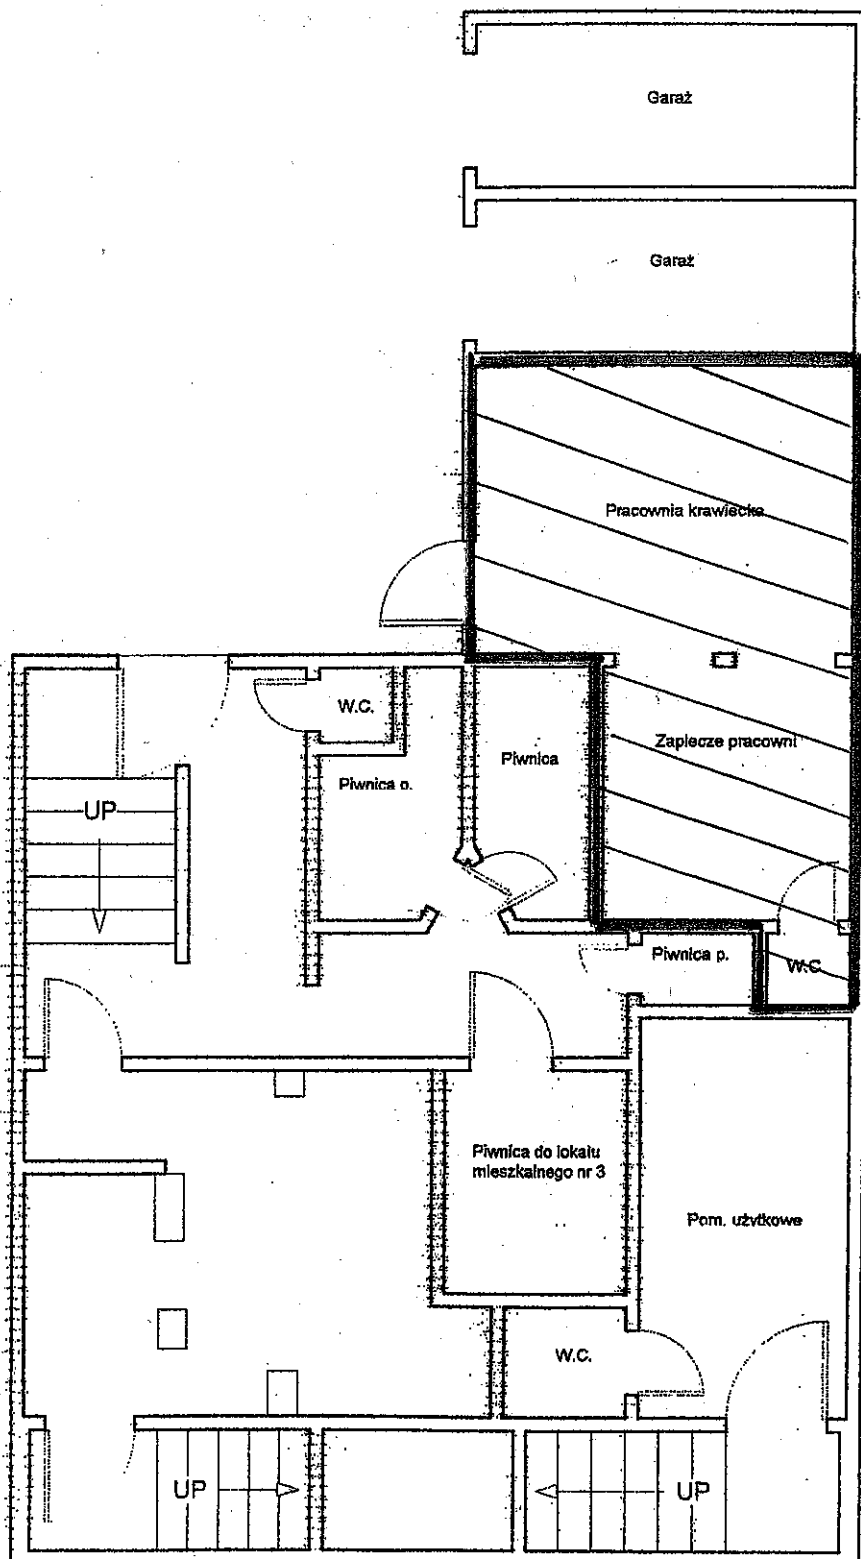 Garaż
Garaż
Pracownia krawiecka
W.C.
Zaplecze pracowni
Piwnica
Piwnica o.
UP
Piwnica p.
W.C
Piwnica do lokalu
mieszkalnego nr 3
Pom. użytkowe
W.C.
UP
UP